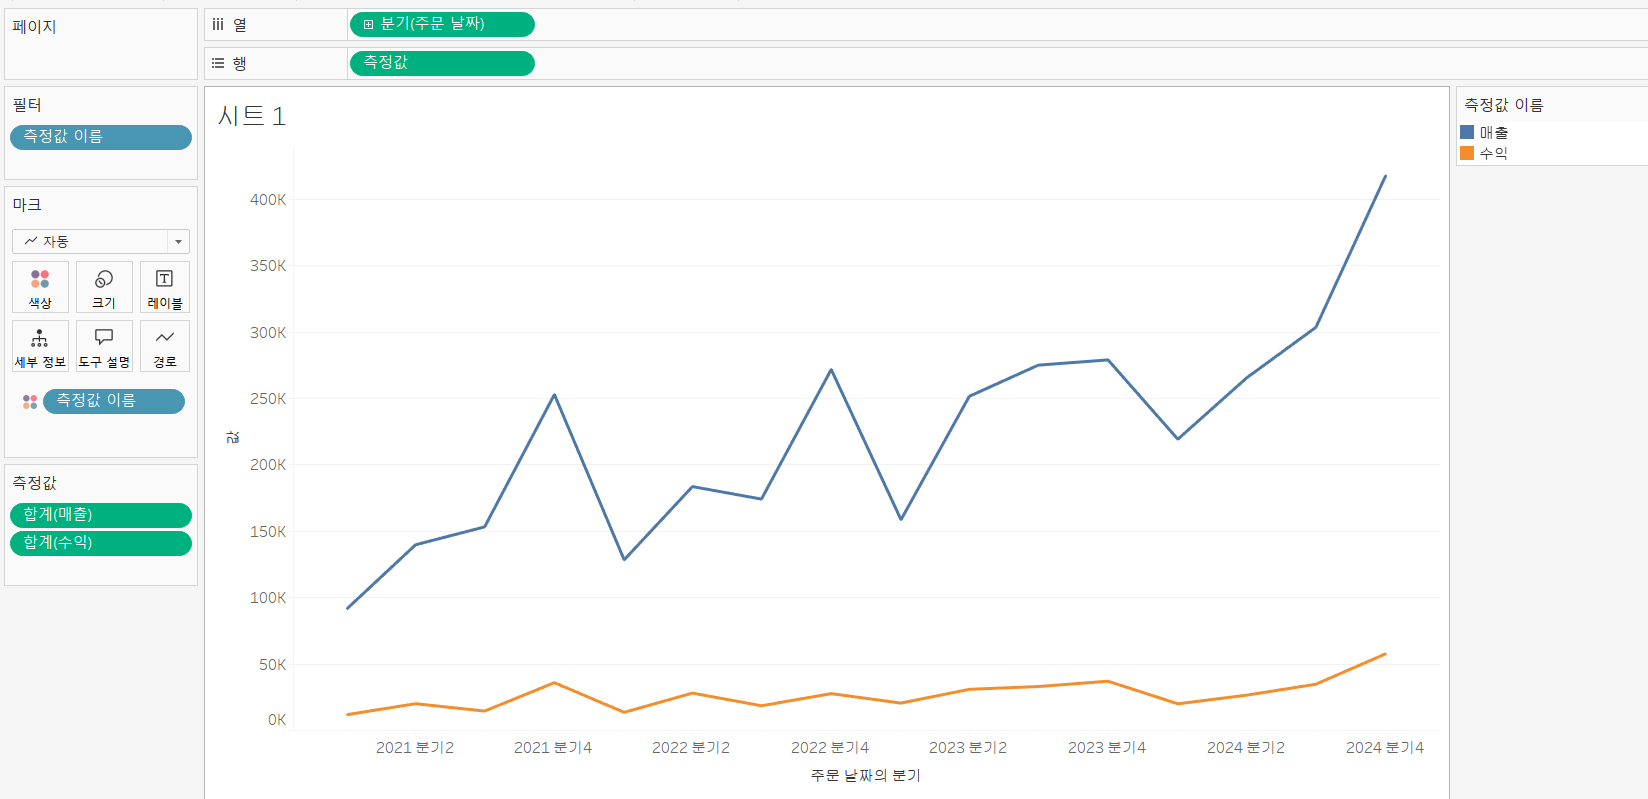 페이지
열
분기(주문 날짜)
행
측정값
필터
측정값 이름
마크
자동
색상
크기
레이블
세부 정보
도구 설명
경로
측정값 이름
측정값
합계(매출)
합계(수익)
시트 1
400K
350K
300K
250K
200K
150K
100K
50K
0K
값
2021 분기2
2021 분기4
2022 분기2
2022 분기4
2023 분기2
2023 분기4
2024 분기2
2024 분기4
주문 날짜의 분기
측정값 이름
매출
수익